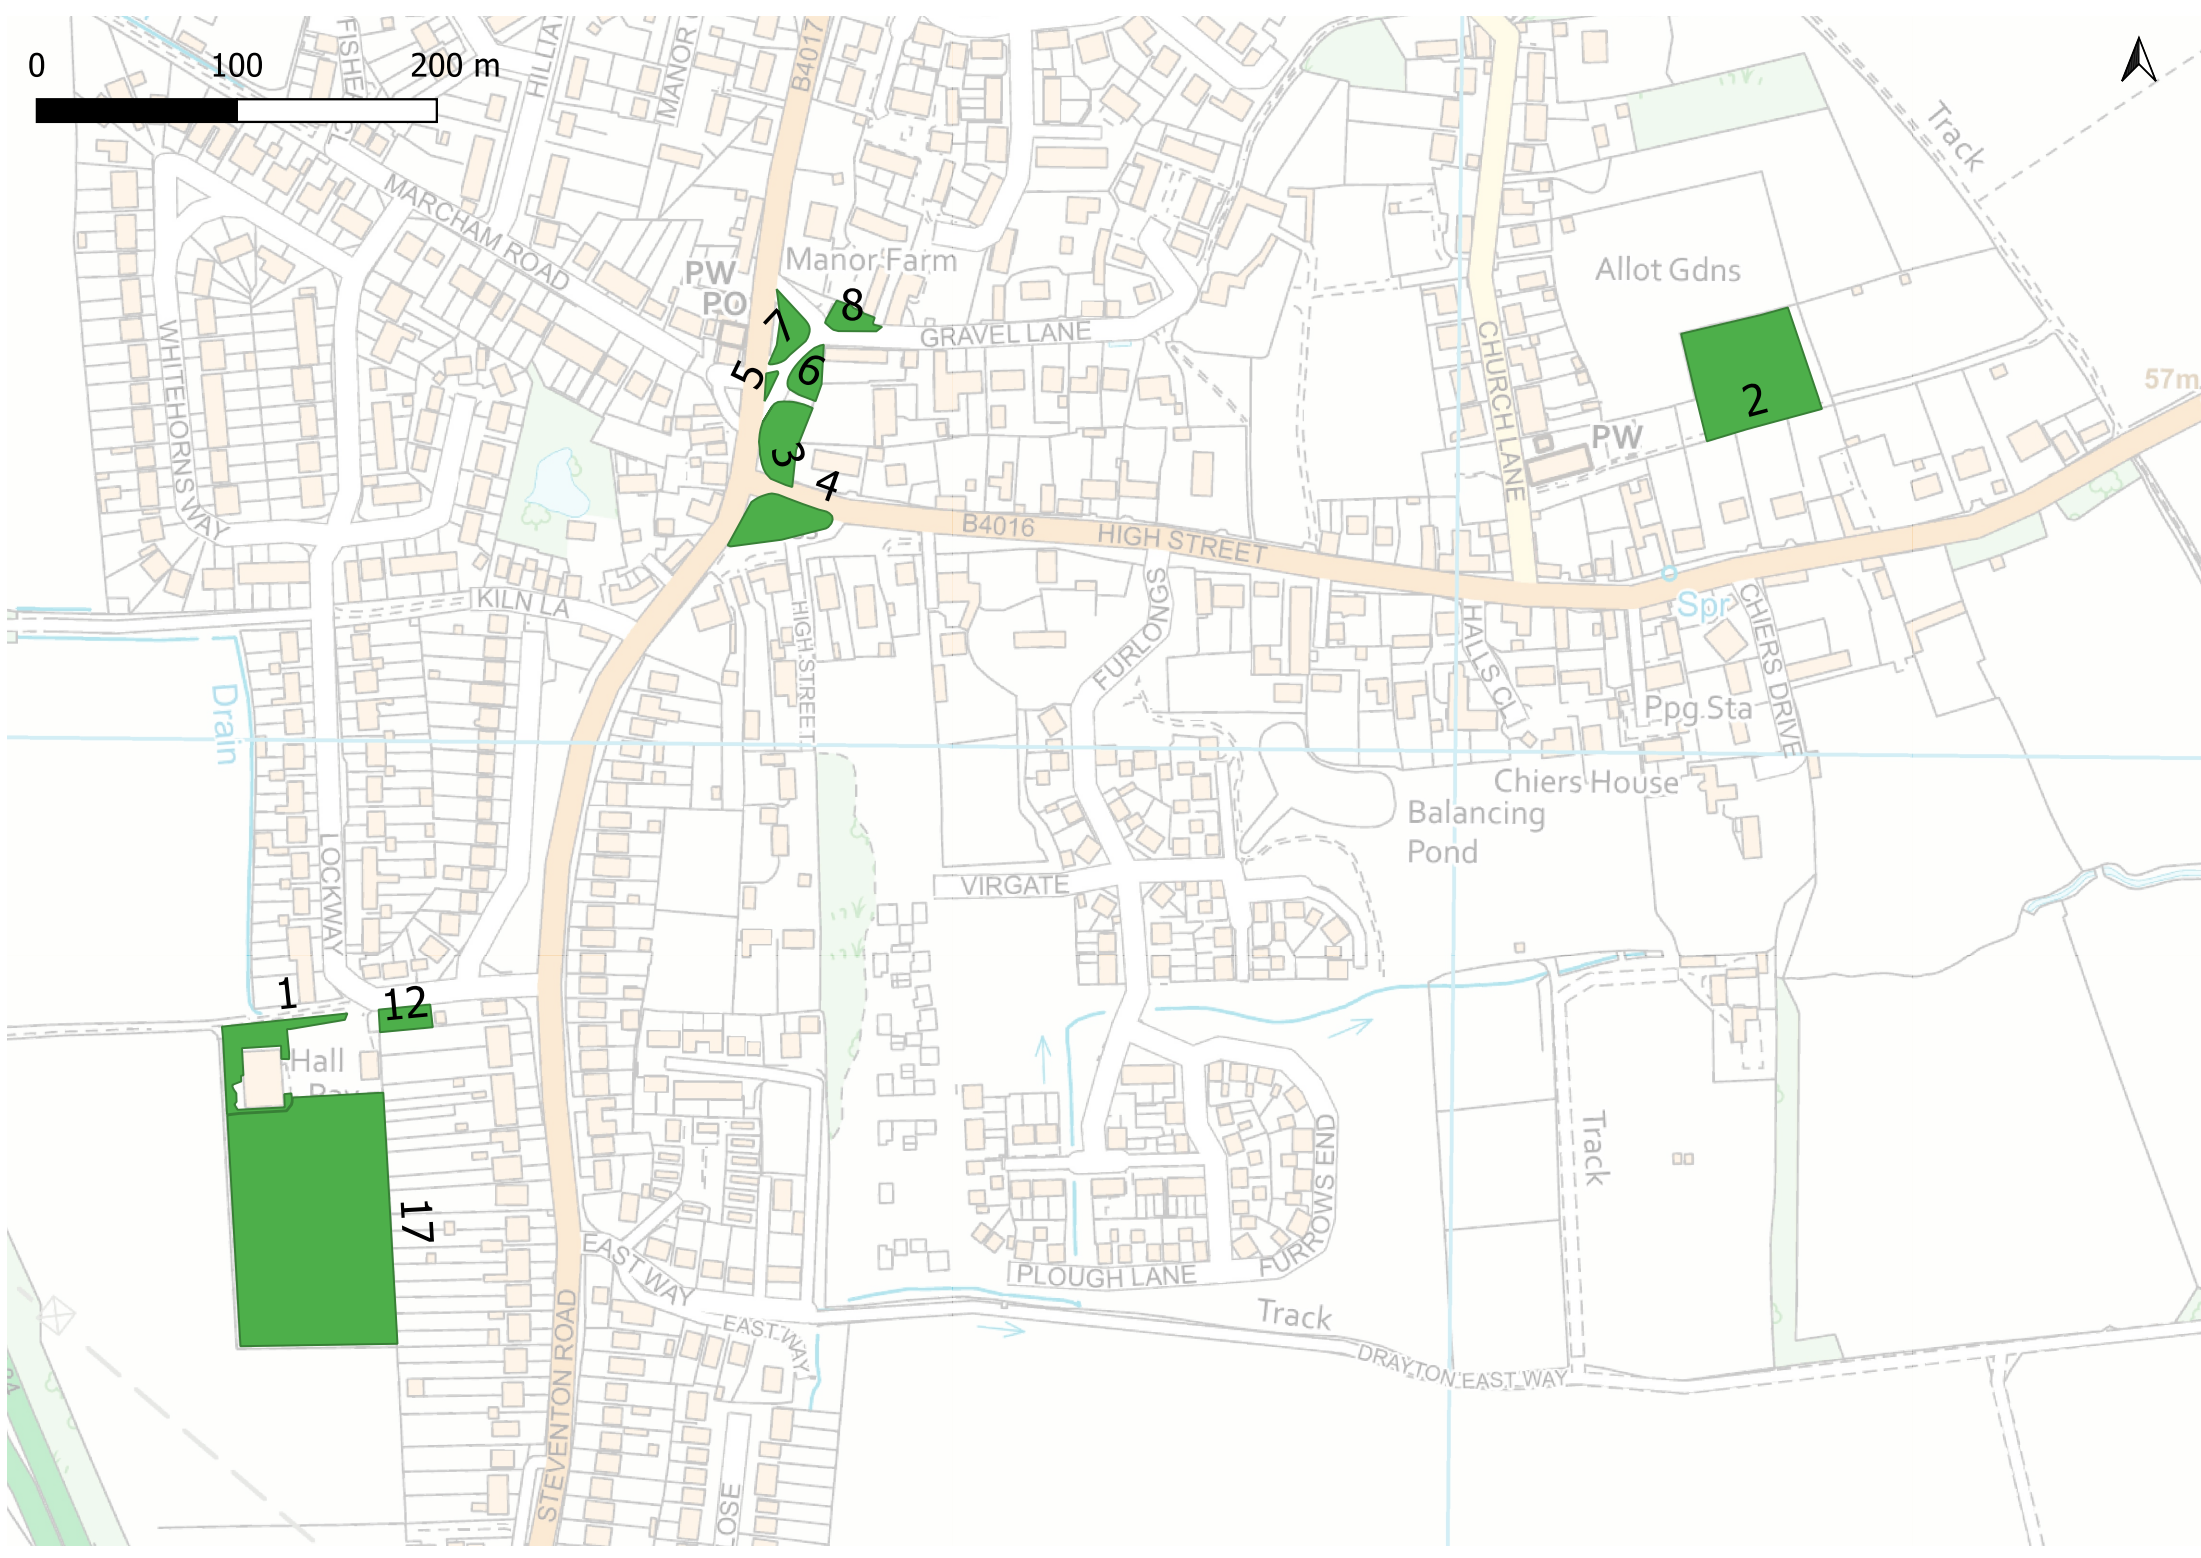 0 100 200 m
B4017
MANOR
MARCHAM ROAD
Track
PW
PO
Manor Farm
Allot Gdns
7
8
GRAVEL LANE
WHITEHORNS WAY
CHURCH LANE
5
6
2
57m
3
4
PW
B4016
HIGH STREET
KILN LA
Spr
HIGH STREET
FURLONGS
HALLS CL
CHIERS DRIVE
Drain
Ppg Sta
Chiers House
Balancing
Pond
LOCKWAY
VIRGATE
1
12
Hall
17
Track
FURROWS END
EAST WAY
PLOUGH LANE
EAST WAY
Track
DRAYTON EAST WAY
STEVENTON ROAD
OSE